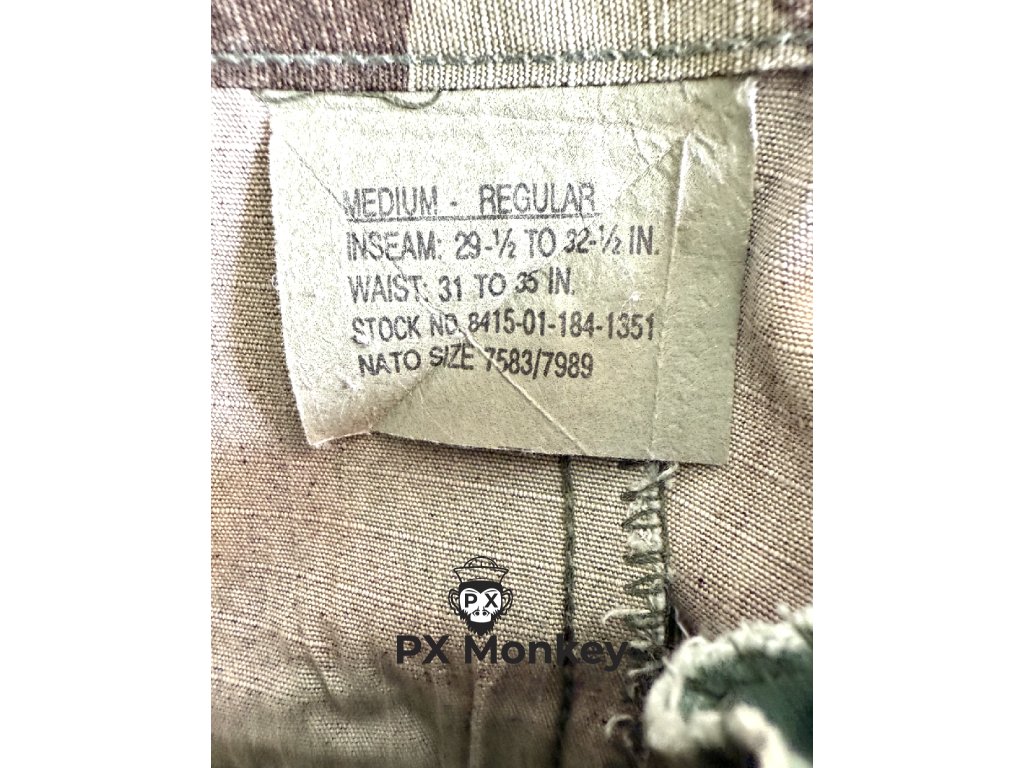 MEDIUM - REGULAR
INSEAM: 29-½ TO 32-½ IN.
WAIST: 31 TO 35 IN.
STOCK NO. 8415-01-184-1351
NATO SIZE 7583/7989
PX
PX Monkey